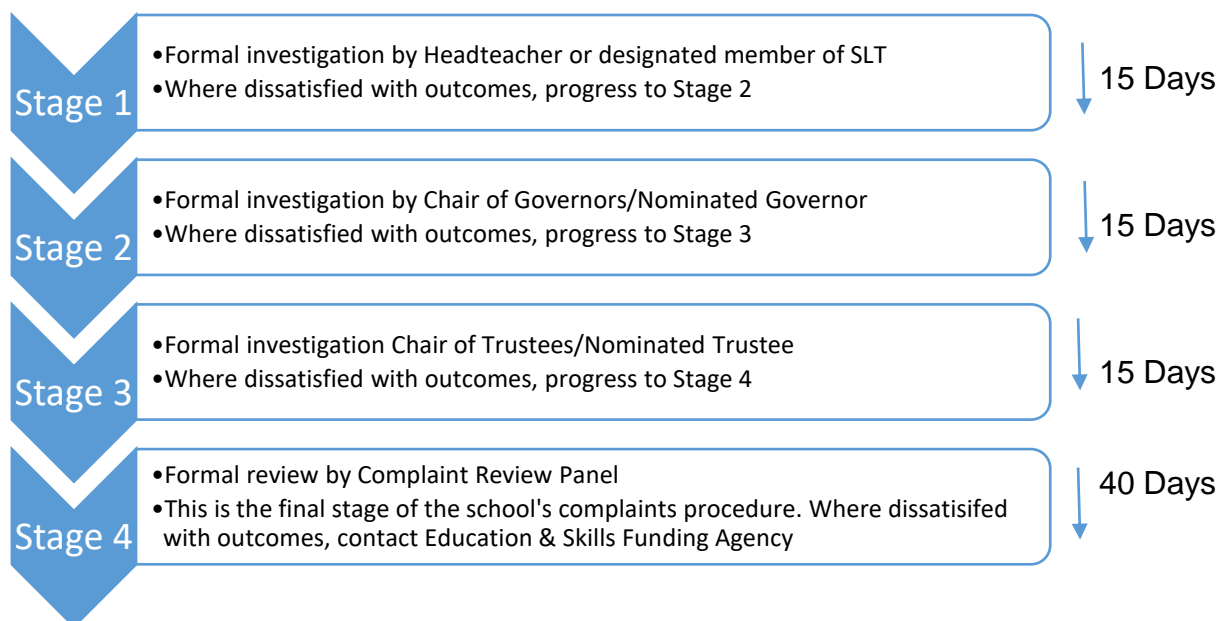 Stage 1
•Formal investigation by Headteacher or designated member of SLT
•Where dissatisfied with outcomes, progress to Stage 2
15 Days
Stage 2
•Formal investigation by Chair of Governors/Nominated Governor
•Where dissatisfied with outcomes, progress to Stage 3
15 Days
Stage 3
•Formal investigation Chair of Trustees/Nominated Trustee
•Where dissatisfied with outcomes, progress to Stage 4
15 Days
Stage 4
•Formal review by Complaint Review Panel
•This is the final stage of the school's complaints procedure. Where dissatisifed
with outcomes, contact Education & Skills Funding Agency
40 Days